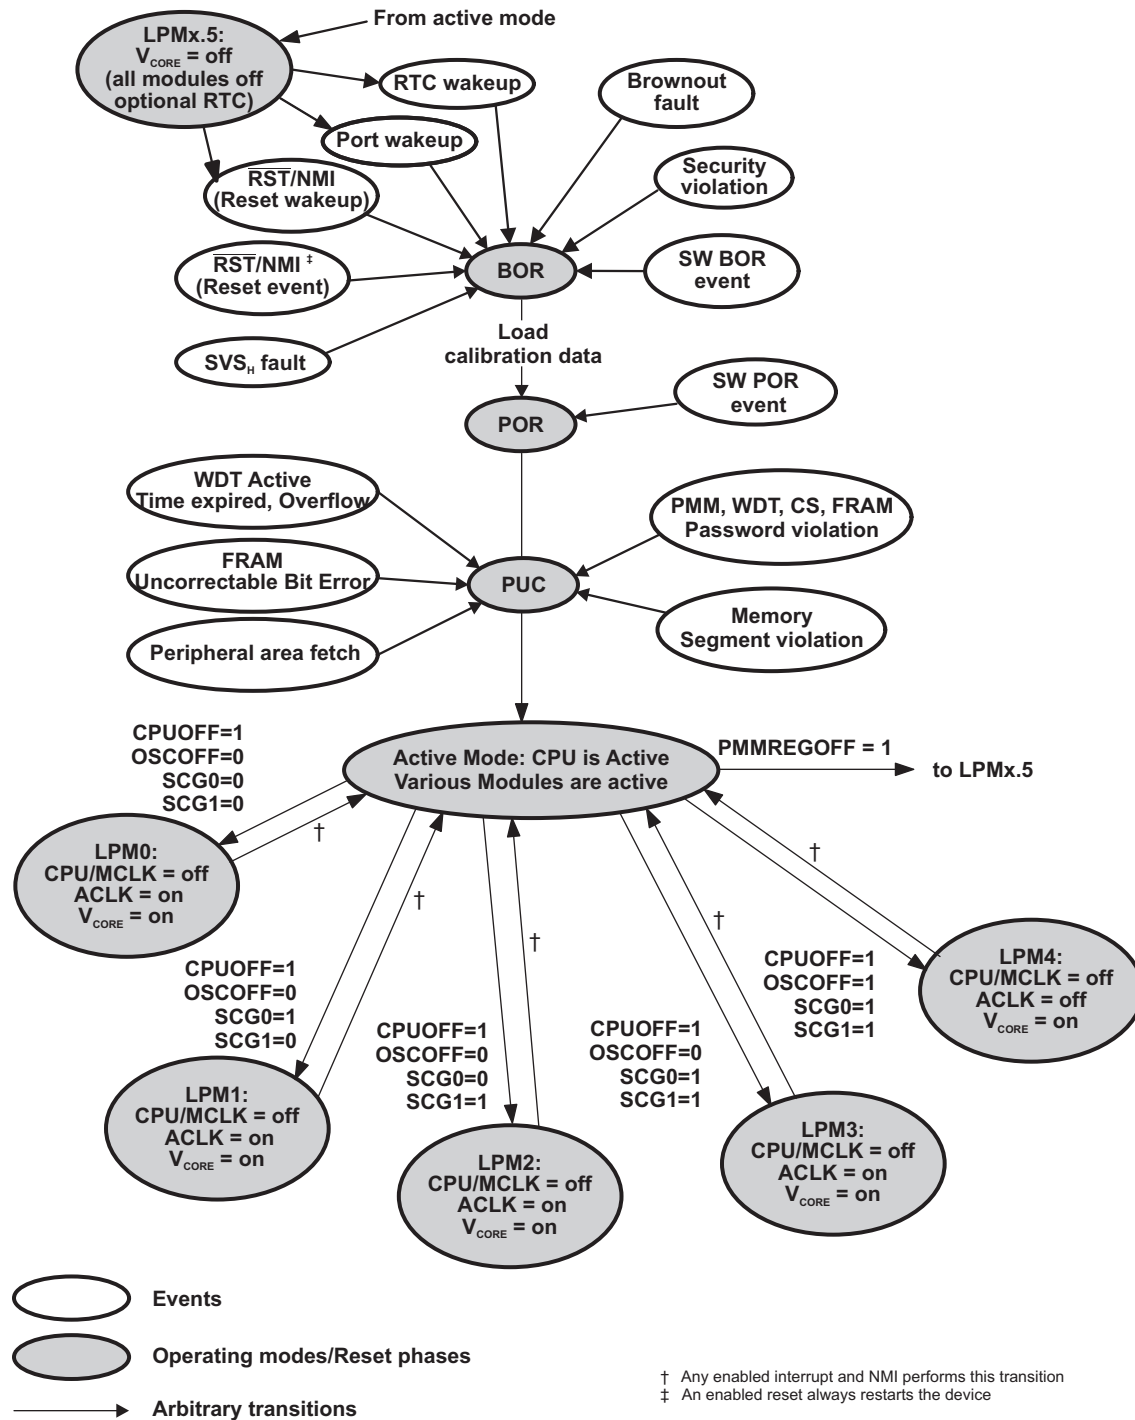 From active mode
LPMx.5:
VCORE = off
(all modules off
optional RTC)
RTC wakeup
Brownout
fault
Port wakeup
Security
violation
RST/NMI
(Reset wakeup)
RST/NMI ‡
(Reset event)
BOR
SW BOR
event
Load
calibration data
SVSH fault
SW POR
event
POR
WDT Active
Time expired, Overflow
PMM, WDT, CS, FRAM
Password violation
FRAM
Uncorrectable Bit Error
PUC
Memory
Segment violation
Peripheral area fetch
CPUOFF=1
OSCOFF=0
SCG0=0
SCG1=0
Active Mode: CPU is Active
Various Modules are active
PMMREGOFF = 1
to LPMx.5
†
†
†
†
†
LPM0:
CPU/MCLK = off
ACLK = on
VCORE = on
CPUOFF=1
OSCOFF=0
SCG0=1
SCG1=0
CPUOFF=1
OSCOFF=0
SCG0=0
SCG1=1
CPUOFF=1
OSCOFF=0
SCG0=1
SCG1=1
CPUOFF=1
OSCOFF=1
SCG0=1
SCG1=1
LPM4:
CPU/MCLK = off
ACLK = off
VCORE = on
LPM1:
CPU/MCLK = off
ACLK = on
VCORE = on
LPM2:
CPU/MCLK = off
ACLK = on
VCORE = on
LPM3:
CPU/MCLK = off
ACLK = on
VCORE = on
Events
Operating modes/Reset phases
Arbitrary transitions
† Any enabled interrupt and NMI performs this transition
‡ An enabled reset always restarts the device